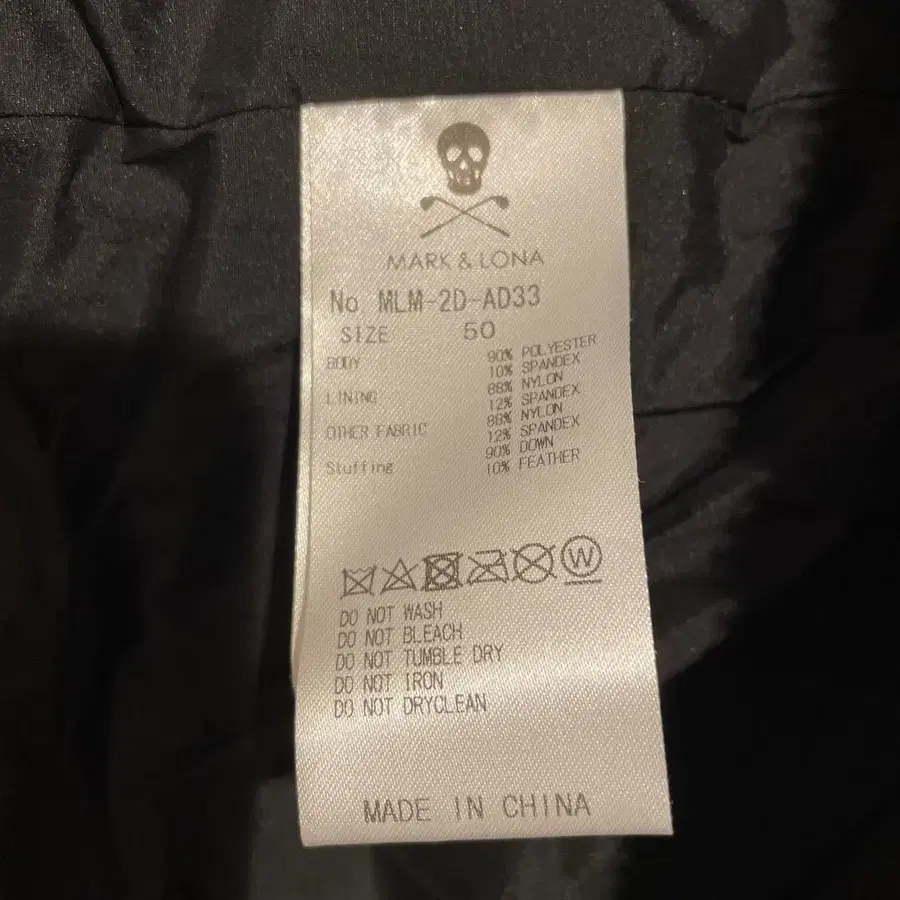 MARK & LONA
No. MLM-2D-AD33
SIZE 50
BODY 90% POLYESTER
10% SPANDEX
LINING 88% NYLON
12% SPANDEX
OTHER FABRIC 88% NYLON
12% SPANDEX
Stuffing 90% DOWN
10% FEATHER
W
DO NOT WASH
DO NOT BLEACH
DO NOT TUMBLE DRY
DO NOT IRON
DO NOT DRYCLEAN
MADE IN CHINA